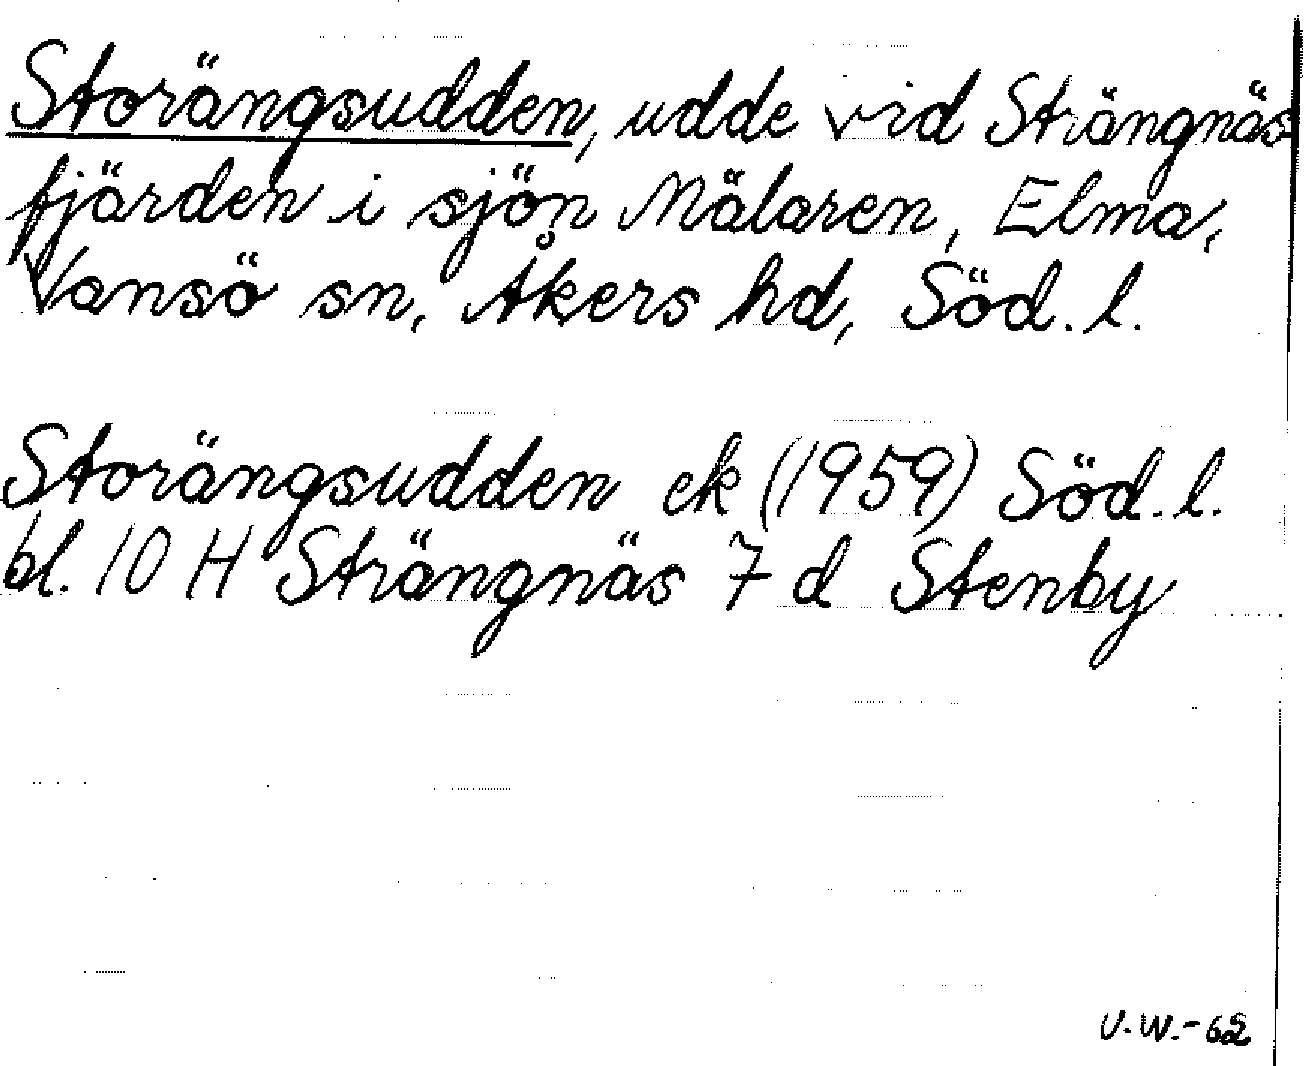 Storängsudden, udde vid Strängnäs
fjärden i sjön Mälaren, Elma,
Vansö sn, Åkers hd, Söd. l.
Storängsudden ek (1959) Söd. l.
bl. 10 H Strängnäs 7 d Stenby
U.W.-62